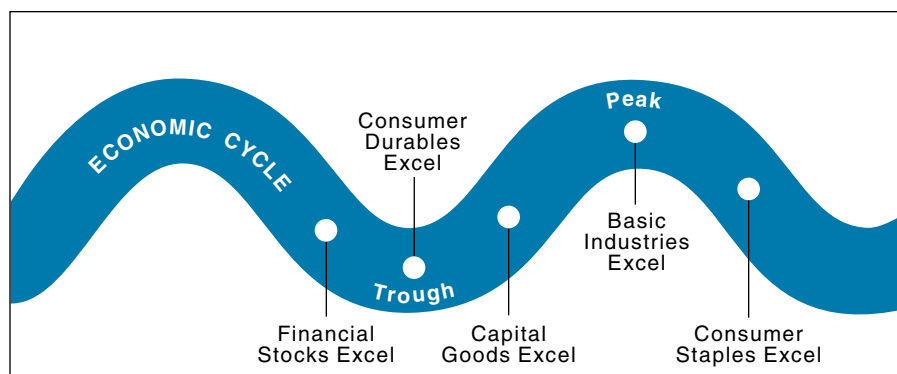 ECONOMIC CYCLE
Peak
Consumer
Durables
Excel
Basic
Industries
Excel
Trough
Financial
Stocks Excel
Capital
Goods Excel
Consumer
Staples Excel